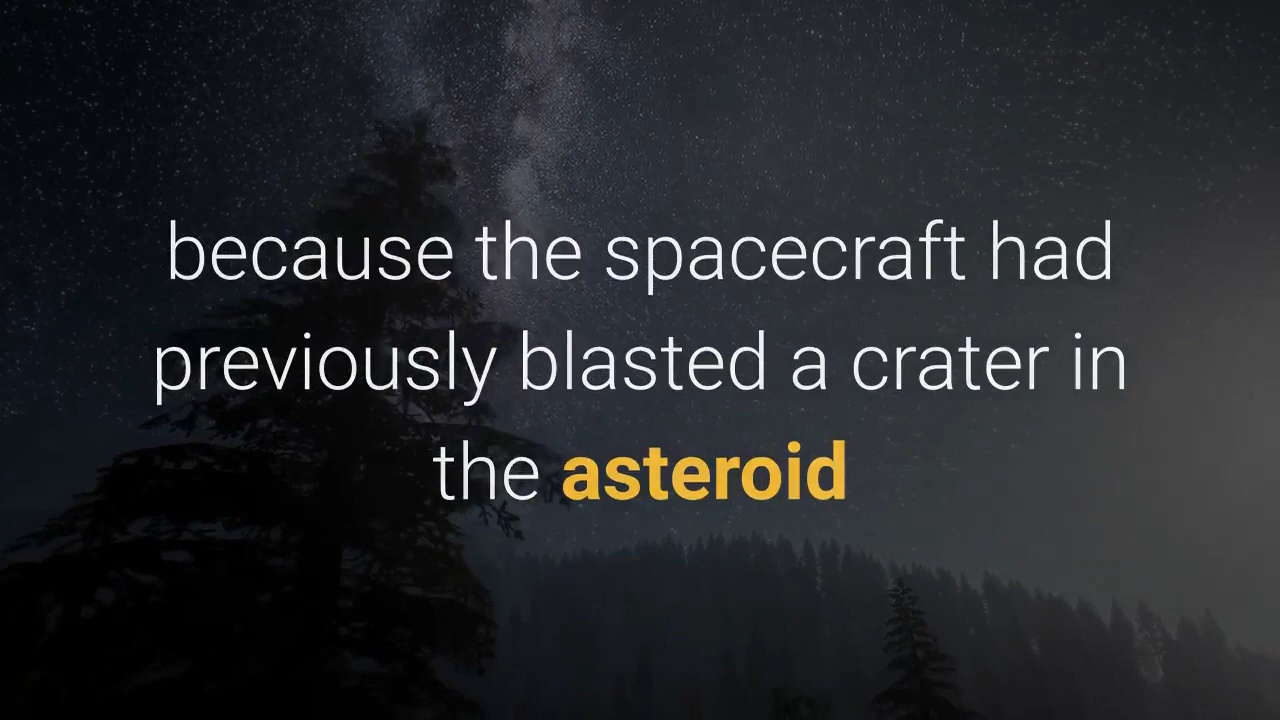 because the spacecraft had
previously blasted a crater in
the asteroid